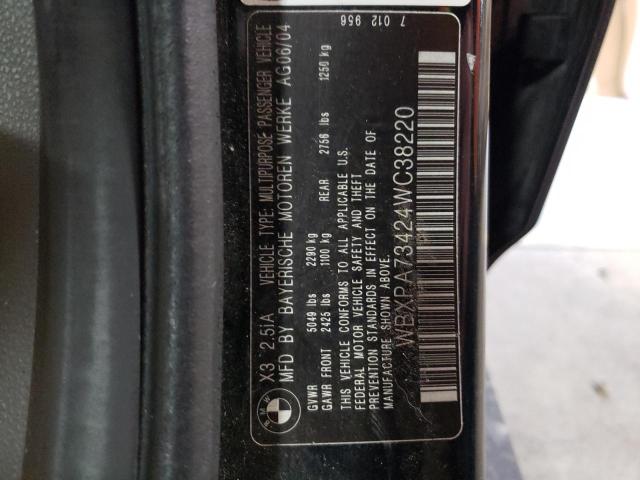 7 012 956
X3 2.5iA VEHICLE TYPE: MULTIPURPOSE PASSENGER VEHICLE
MFD BY BAYERISCHE MOTOREN WERKE AG06/04
GVWR 5049 lbs 2290 kg
GAWR FRONT 2425 lbs 1100 kg REAR 2756 lbs 1250 kg
THIS VEHICLE CONFORMS TO ALL APPLICABLE U.S.
FEDERAL MOTOR VEHICLE SAFETY AND THEFT
PREVENTION STANDARDS IN EFFECT ON THE DATE OF
MANUFACTURE SHOWN ABOVE.
WBXPA73424WC38220
BMW